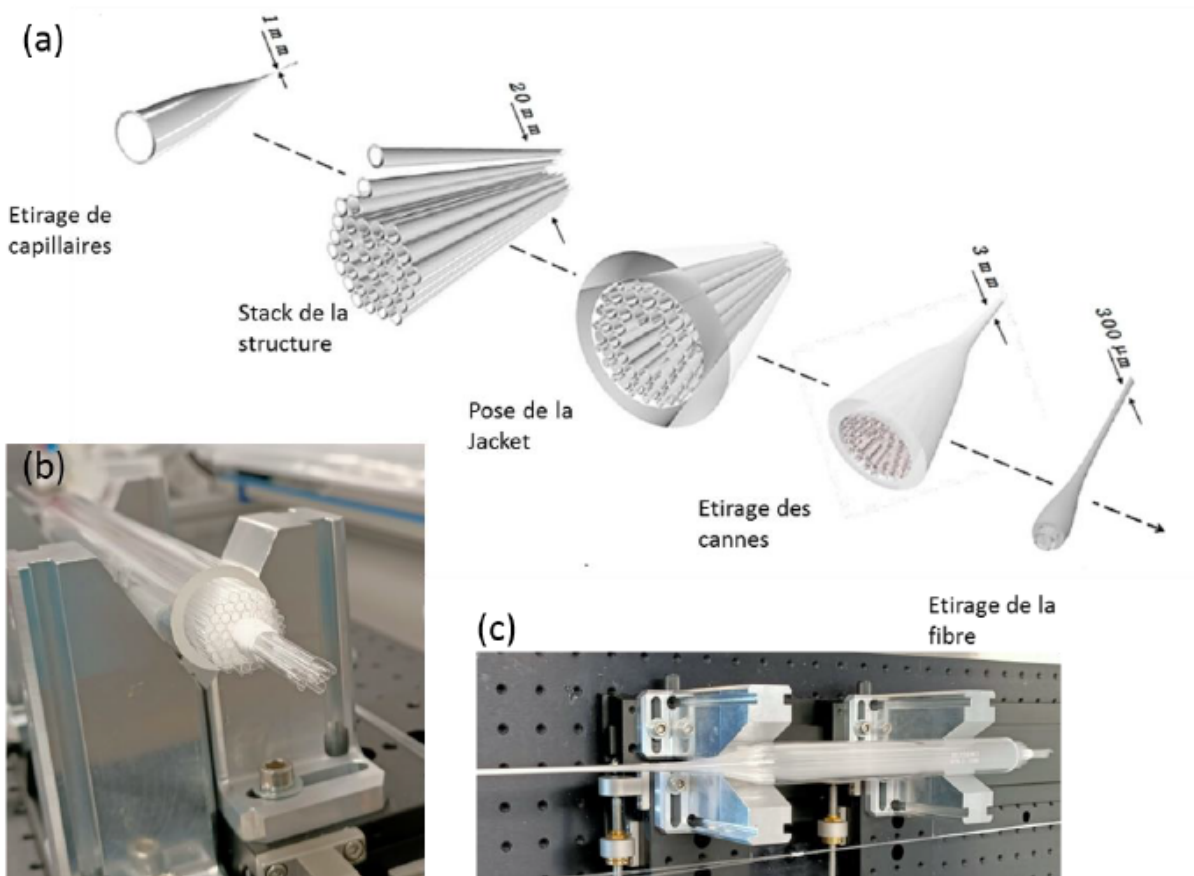 (a)
1 mm
20 mm
Etirage de
capillaires
Stack de la
structure
3 mm
300 µm
Pose de la
Jacket
(b)
Etirage des
cannes
(c)
Etirage de la
fibre